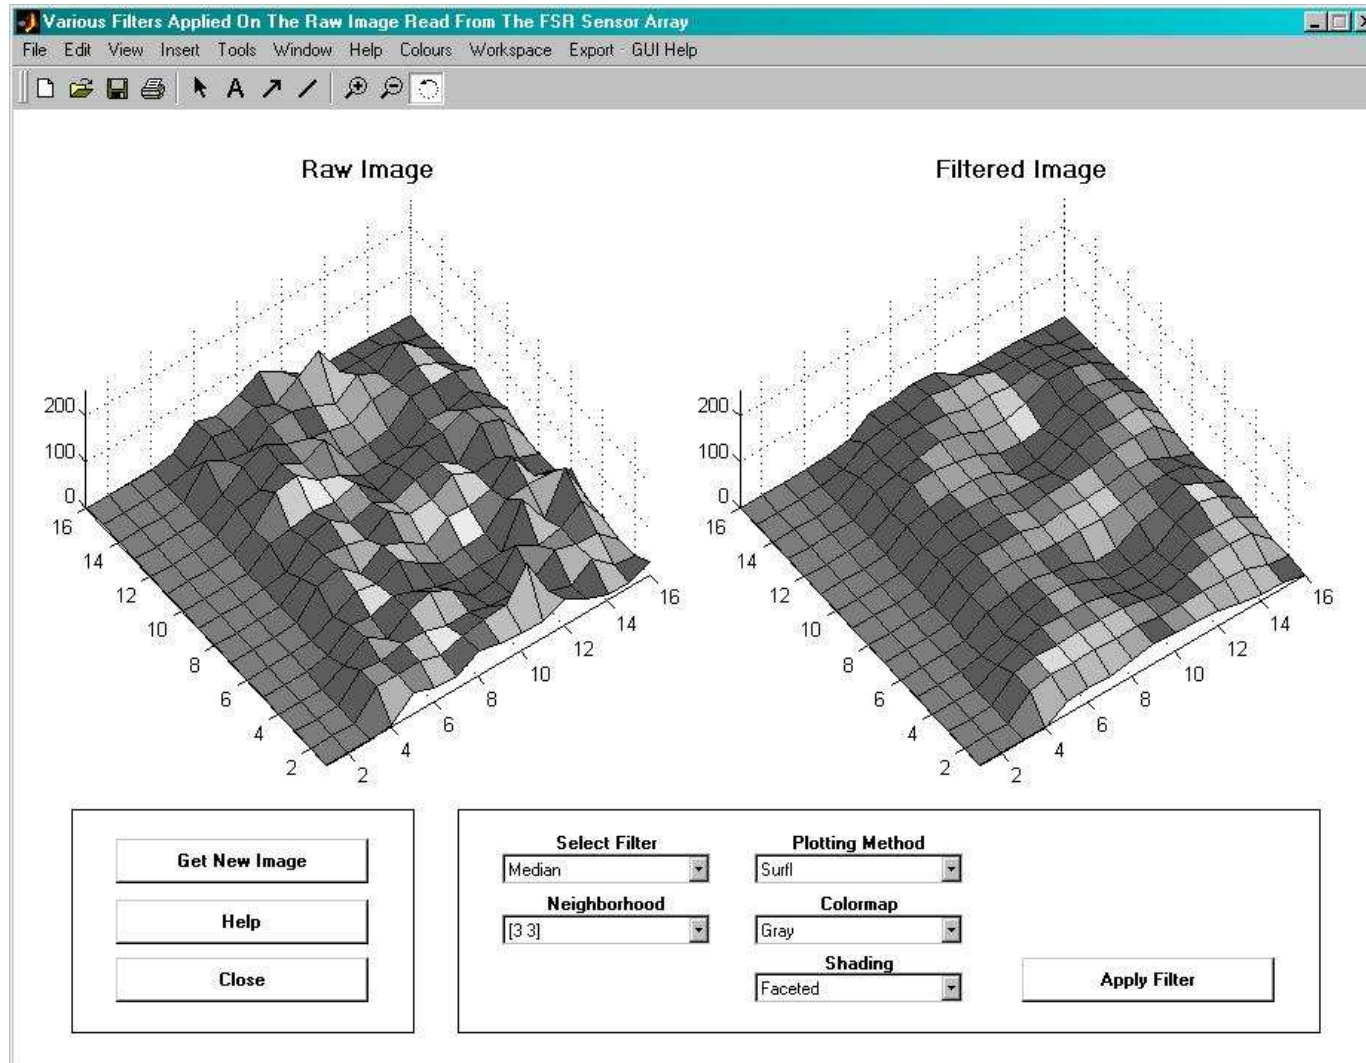 Various Filters Applied On The Raw Image Read From The FSR Sensor Array
File Edit View Insert Tools Window Help Colours Workspace Export GUI Help
A
Raw Image
Filtered Image
200
100
0
16
14
12
10
8
6
4
2
2
4
6
8
10
12
14
16
200
100
0
16
14
12
10
8
6
4
2
2
4
6
8
10
12
14
16
Get New Image
Help
Close
Select Filter
Median
Neighborhood
[3 3]
Plotting Method
Surfl
Colormap
Gray
Shading
Faceted
Apply Filter